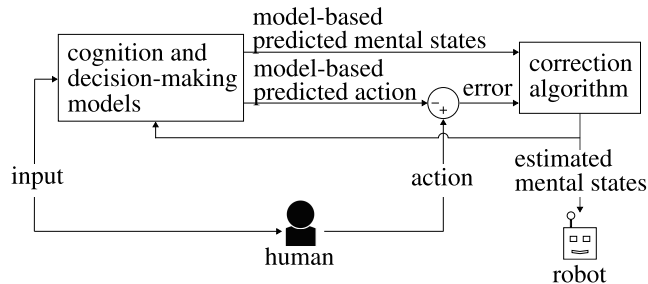 model-based
predicted mental states
cognition and
decision-making
models
model-based
predicted action
- +
error
correction
algorithm
input
action
estimated
mental states
human
robot